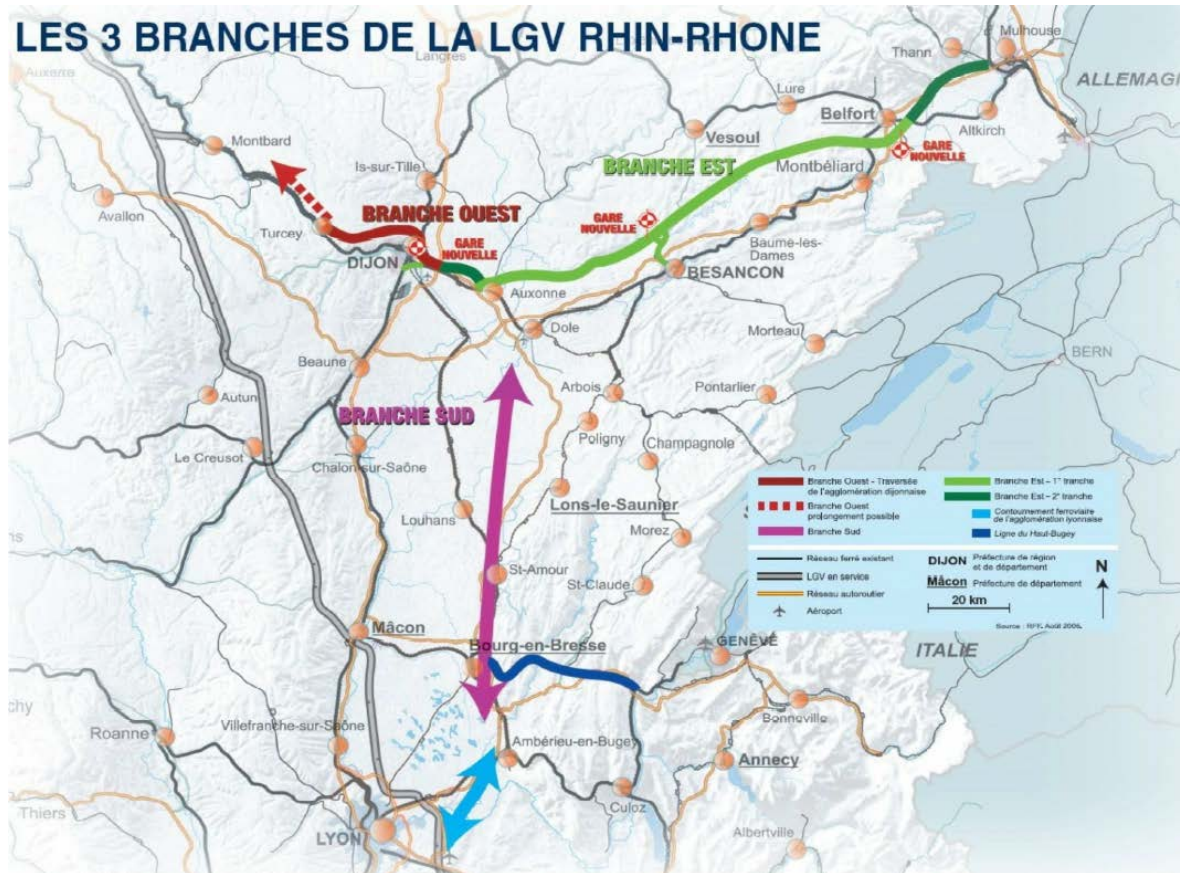 LES 3 BRANCHES DE LA LGV RHIN-RHONE
Mulhouse
Thann
Langres
Auxerre
ALLEMAGN
Lure
Belfort
Altkirch
Vesoul
Montbard
GARE
NOUVELLE
Montbéliard
BRANCHE EST
Is-sur-Tille
Avallon
BRANCHE OUEST
GARE
NOUVELLE
Turcey
GARE
NOUVELLE
Baume-les-
Dames
DIJON
BESANCON
Auxonne
Dole
Morteau
BERN
Beaune
Autun
Arbois
Pontarlier
BRANCHE SUD
Poligny
Champagnole
Le Creusot
Chalon-sur-Saône
Lons-le-Saunier
Louhans
Morez
St-Amour
St-Claude
Mâcon
Bourg-en-Bresse
GENÊVÉ
ITALIE
Bonneville
Villefranche-sur-Saône
Roanne
Ambérieu-en-Bugey
Annecy
Culoz
Thiers
LYON
Albertville
Branche Ouest - Traversée
de l'agglomération dijonnaise
Branche Ouest
prolongement possible
Branche Sud
Branche Est – 1° tranche
Branche Est – 2° tranche
Contournement ferroviaire
de l'agglomération lyonnaise
Ligne du Haut-Bugey
Réseau ferré existant
LGV en service
Réseau autoroutier
Aéroport
DIJON Préfecture de région
et de département
Mâcon Préfecture de département
N
20 km
Source : RFF. Août 2006.